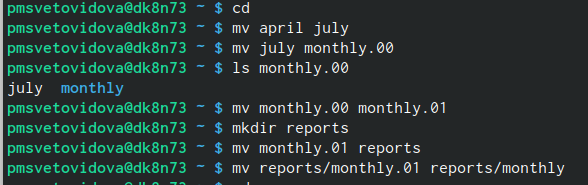 pmsvetovidova@dk8n73 ~ $ cd
pmsvetovidova@dk8n73 ~ $ mv april july
pmsvetovidova@dk8n73 ~ $ mv july monthly.00
pmsvetovidova@dk8n73 ~ $ ls monthly.00
july  monthly
pmsvetovidova@dk8n73 ~ $ mv monthly.00 monthly.01
pmsvetovidova@dk8n73 ~ $ mkdir reports
pmsvetovidova@dk8n73 ~ $ mv monthly.01 reports
pmsvetovidova@dk8n73 ~ $ mv reports/monthly.01 reports/monthly